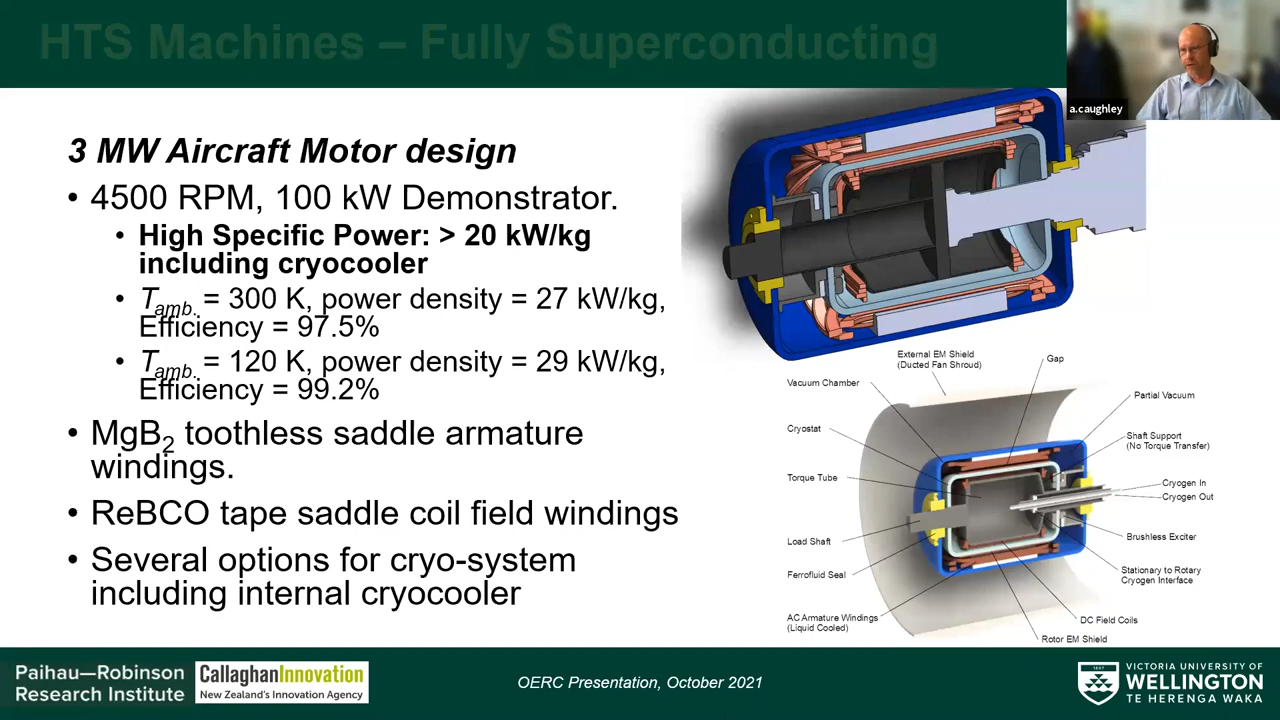 HTS Machines – Fully Superconducting
a.caughley
3 MW Aircraft Motor design
• 4500 RPM, 100 kW Demonstrator.
• High Specific Power: > 20 kW/kg
including cryocooler
• Tamb. = 300 K, power density = 27 kW/kg,
Efficiency = 97.5%
• Tamb. = 120 K, power density = 29 kW/kg,
Efficiency = 99.2%
• MgB2 toothless saddle armature
windings.
• ReBCO tape saddle coil field windings
• Several options for cryo-system
including internal cryocooler
External EM Shield
(Ducted Fan Shroud)
Gap
Vacuum Chamber
Partial Vacuum
Cryostat
Shaft Support
(No Torque Transfer)
Torque Tube
Cryogen In
Cryogen Out
Load Shaft
Brushless Exciter
Ferrofluid Seal
Stationary to Rotary
Cryogen Interface
AC Armature Windings
(Liquid Cooled)
DC Field Coils
Rotor EM Shield
Paihau—Robinson
Research Institute
CallaghanInnovation
New Zealand's Innovation Agency
OERC Presentation, October 2021
1897
VICTORIA UNIVERSITY OF
WELLINGTON
TE HERENGA WAKA